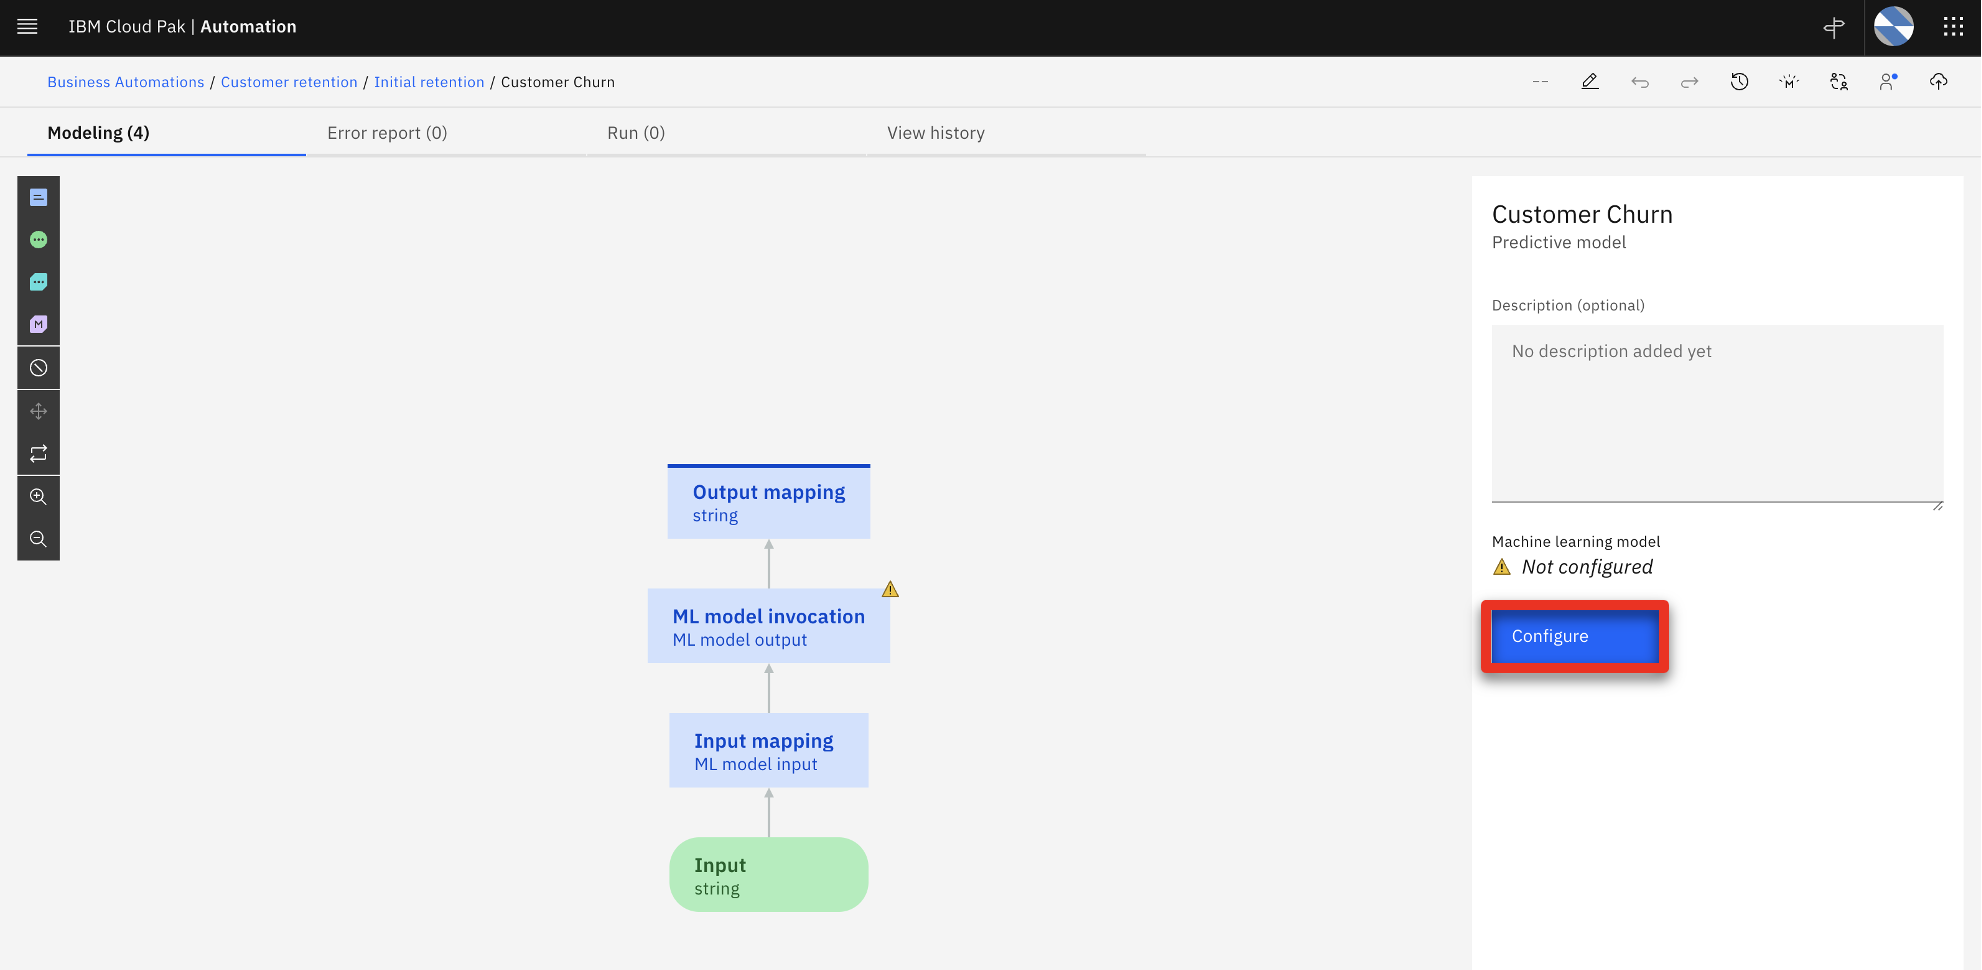 IBM Cloud Pak | Automation
Business Automations / Customer retention / Initial retention / Customer Churn
Modeling (4)
Error report (0)
Run (0)
View history
M
M
Customer Churn
Predictive model
Description (optional)
No description added yet
Machine learning model
Not configured
Configure
Output mapping
string
ML model invocation
ML model output
Input mapping
ML model input
Input
string